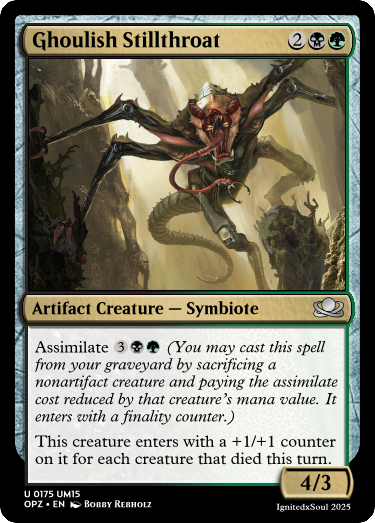 Ghoulish Stillthroat 2
Artifact Creature — Symbiote
Assimilate 3 (You may cast this spell
from your graveyard by sacrificing a
nonartifact creature and paying the assimilate
cost reduced by that creature's mana value. It
enters with a finality counter.)
This creature enters with a +1/+1 counter
on it for each creature that died this turn.
4/3
U 0175 UM15
OPZ • EN Bobby Rebholz
IgnitedxSoul 2025